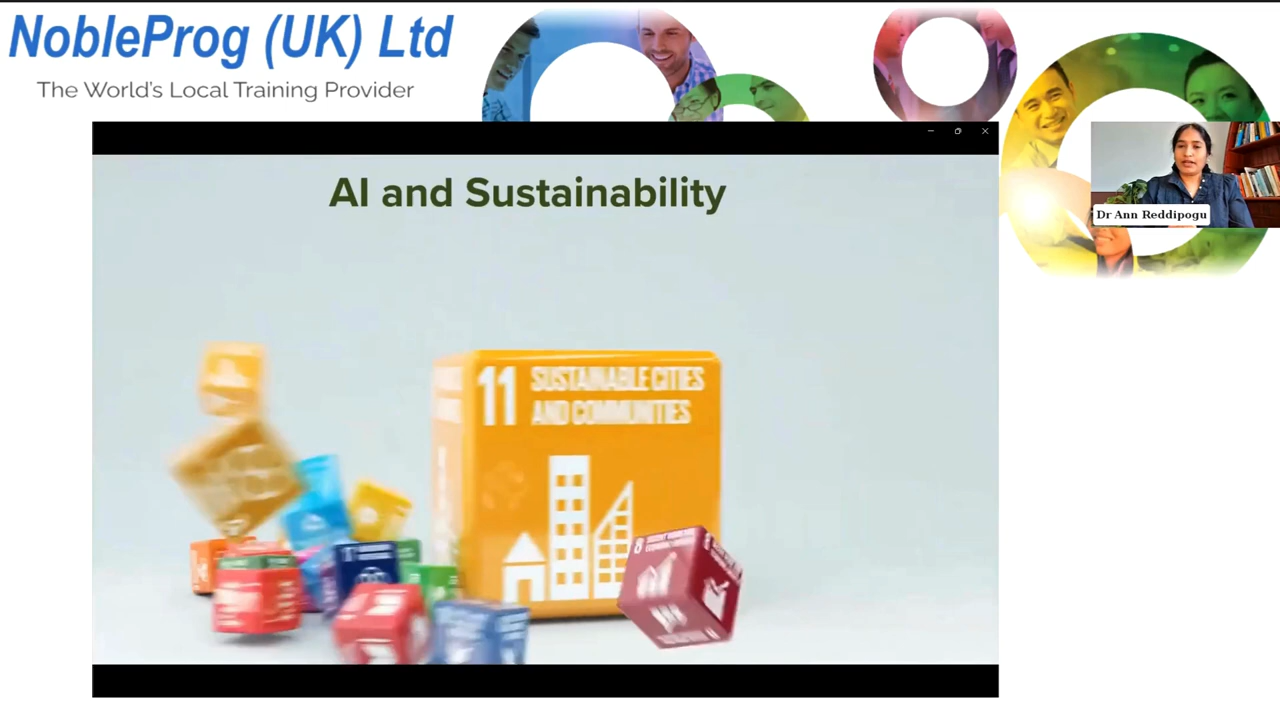 NobleProg (UK) Ltd
The World's Local Training Provider
AI and Sustainability
Dr Ann Reddipogu
11 SUSTAINABLE CITIES
AND COMMUNITIES
8